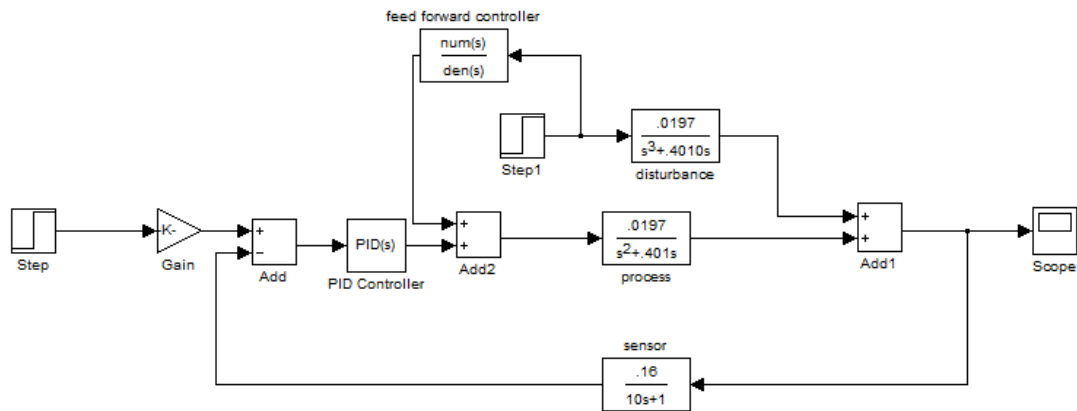 feed forward controller
num(s)
den(s)
Step1
.0197
s3+.4010s
disturbance
Step
K-
Gain
+
−
Add
PID(s)
PID Controller
+
+
Add2
.0197
s2+.401s
process
+
+
Add1
Scope
sensor
.16
10s+1